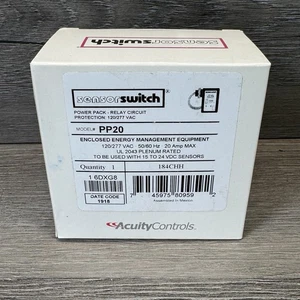 sensorswitch
sensorswitch
POWER PACK - RELAY CIRCUIT
PROTECTION: 120/277 VAC
MODEL#: PP20
ENCLOSED ENERGY MANAGEMENT EQUIPMENT
120/277 VAC 50/60 Hz 20 Amp MAX
UL 2043 PLENUM RATED
TO BE USED WITH 15 TO 24 VDC SENSORS
Quantity 1 184CHH
1 6DXG8
DATE CODE
1918
7 45975 80959 2
Assembled in Mexico
AcuityControls.